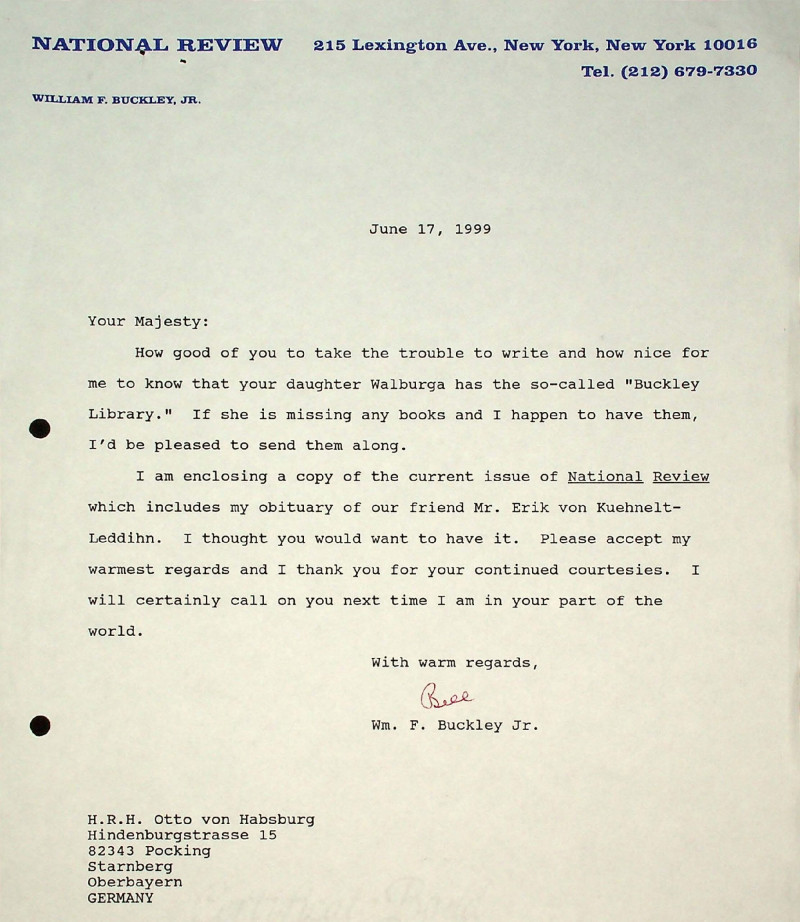 NATIONAL REVIEW 215 Lexington Ave., New York, New York 10016
Tel. (212) 679-7330
WILLIAM F. BUCKLEY, JR.
June 17, 1999
Your Majesty:
How good of you to take the trouble to write and how nice for
me to know that your daughter Walburga has the so-called "Buckley
Library." If she is missing any books and I happen to have them,
I'd be pleased to send them along.
I am enclosing a copy of the current issue of National Review
which includes my obituary of our friend Mr. Erik von Kuehnelt-
Leddihn. I thought you would want to have it. Please accept my
warmest regards and I thank you for your continued courtesies. I
will certainly call on you next time I am in your part of the
world.
With warm regards,
Bill
Wm. F. Buckley Jr.
H.R.H. Otto von Habsburg
Hindenburgstrasse 15
82343 Pocking
Starnberg
Oberbayern
GERMANY